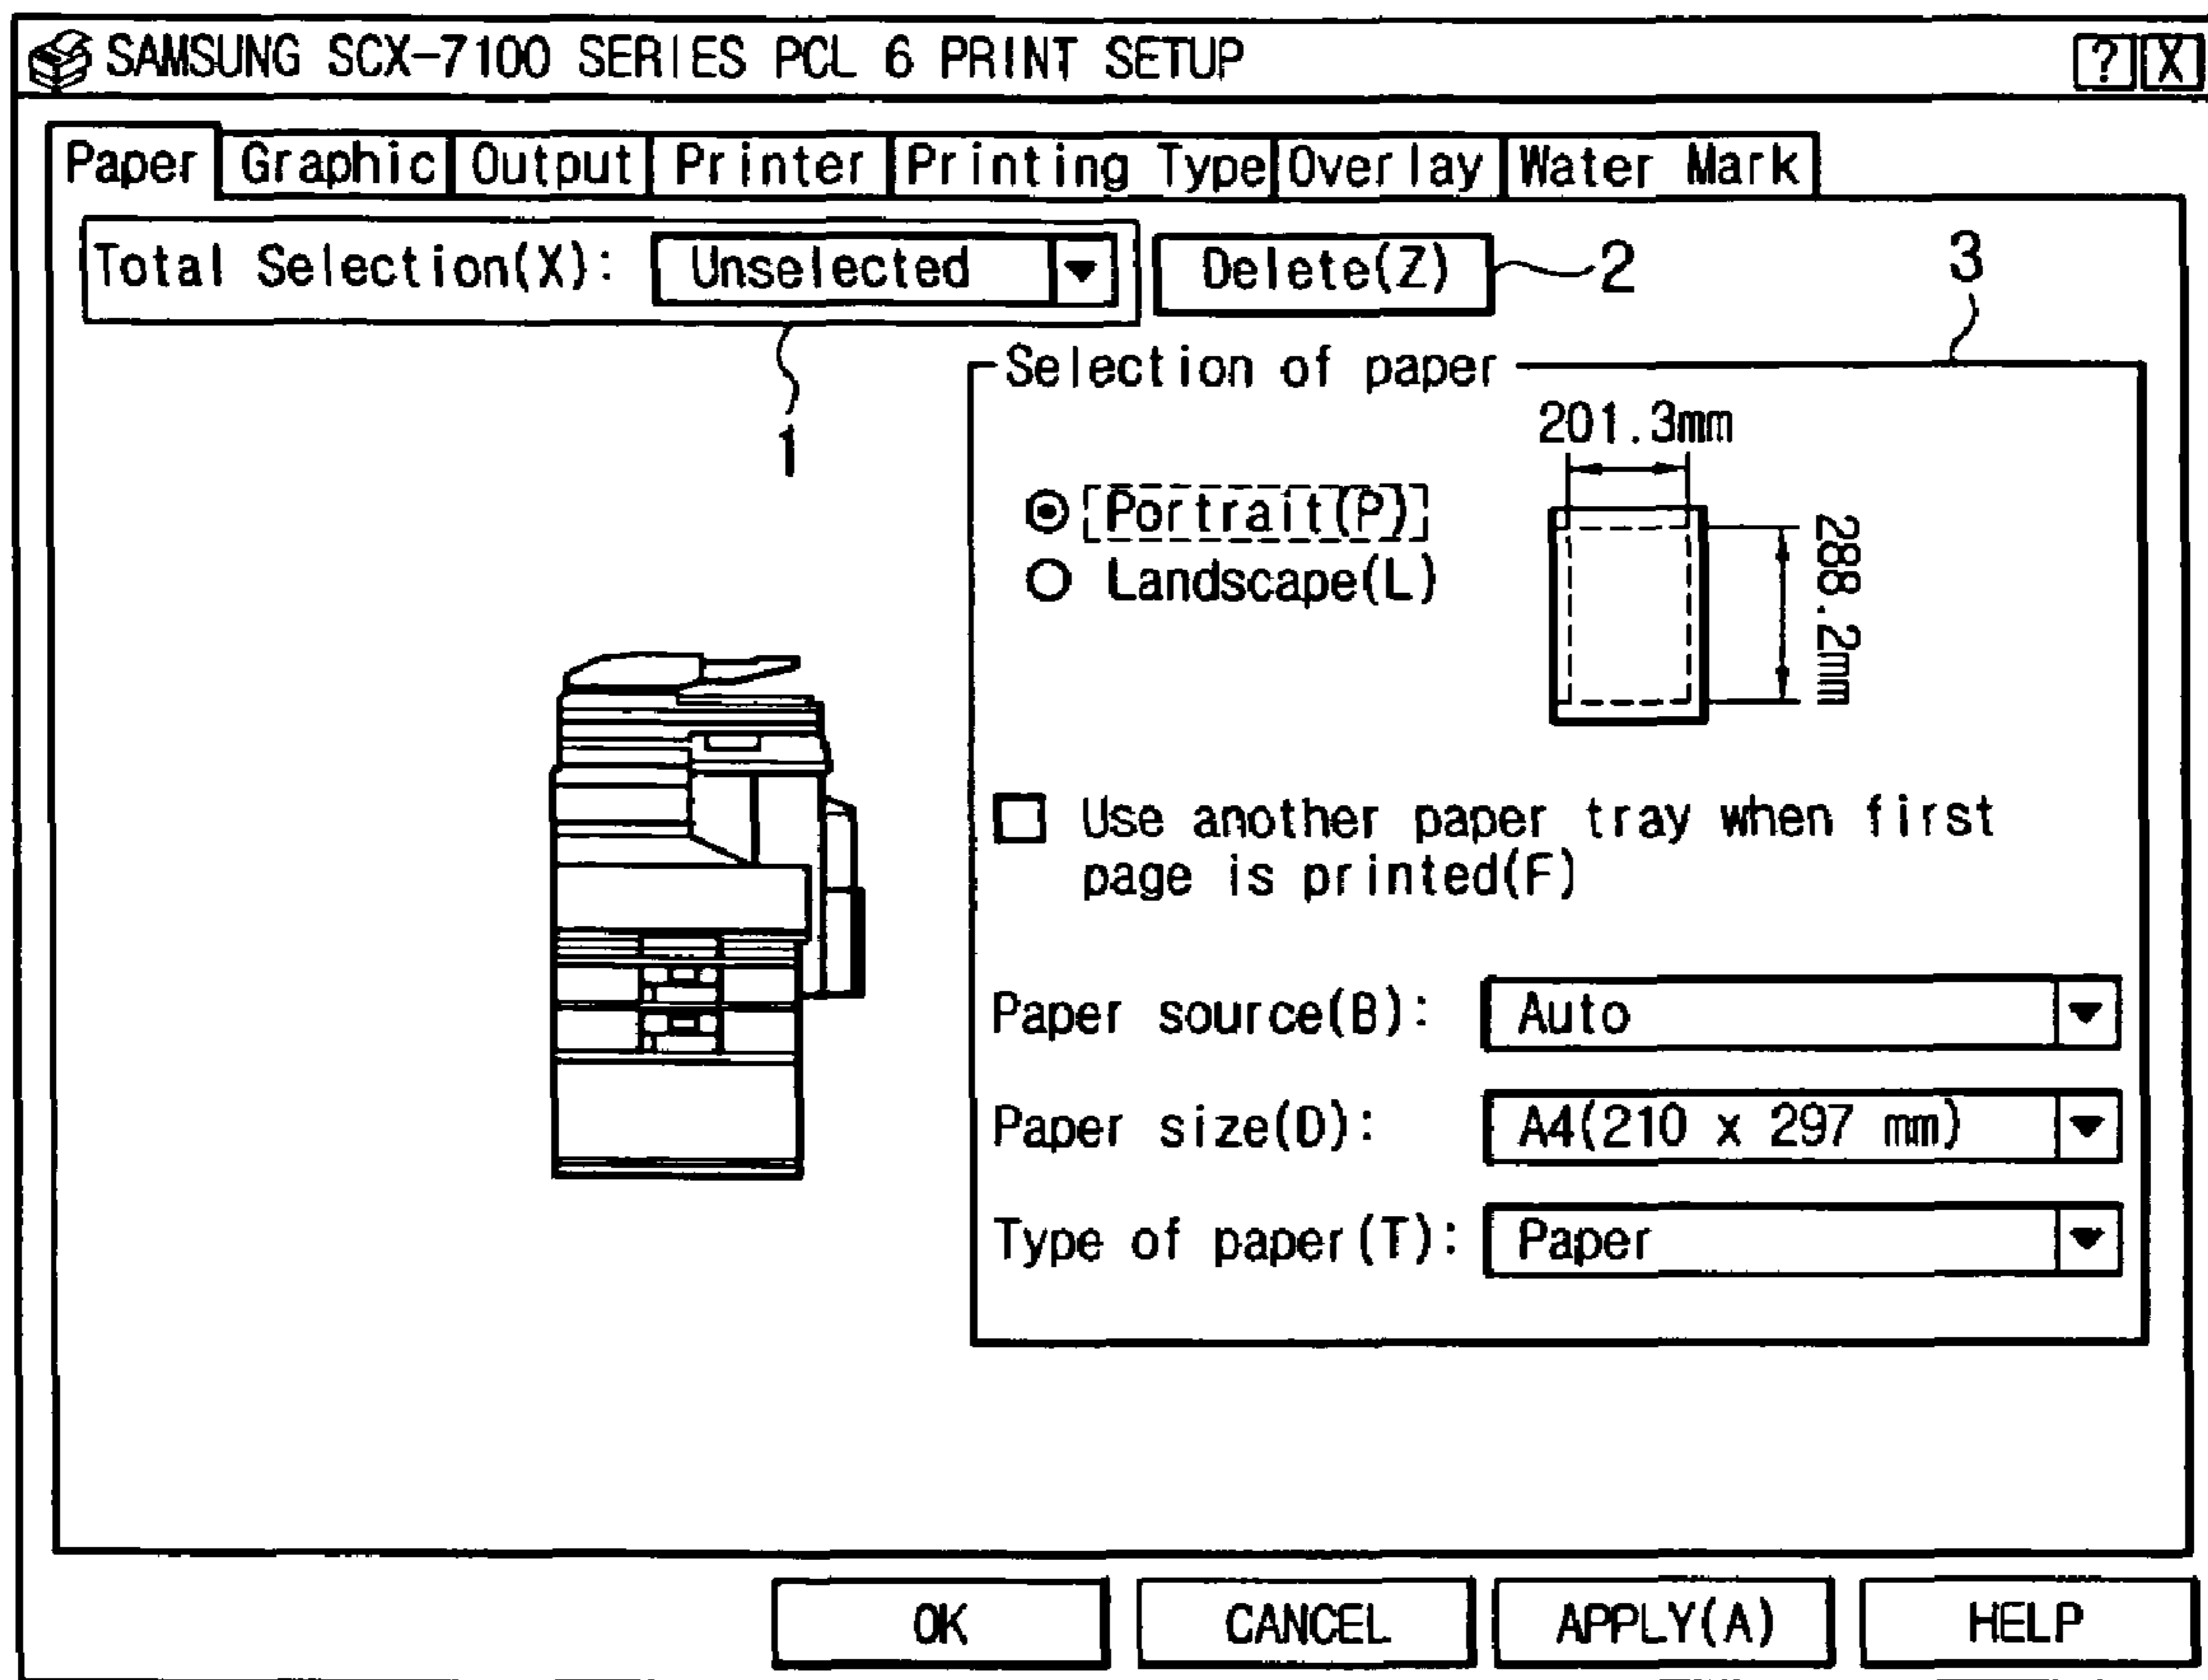 SAMSUNG SCX-7100 SERIES PCL 6 PRINT SETUP ? X
Paper Graphic Output Printer Printing Type Overlay Water Mark
Total Selection(X): Unselected Delete(Z) 2
3
1
Selection of paper
201.3mm
Portrait(P)
Landscape(L)
288.2mm
Use another paper tray when first
page is printed(F)
Paper source(B): Auto
Paper size(D): A4(210 x 297 mm)
Type of paper(T): Paper
OK CANCEL APPLY(A) HELP